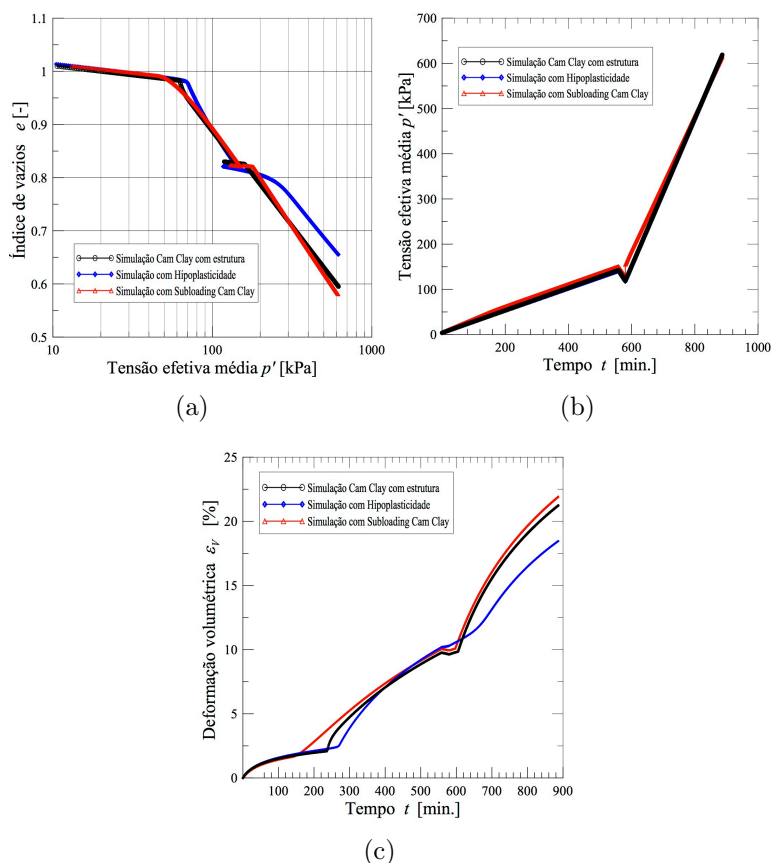 1.1
1
0.9
0.8
0.7
0.6
0.5
Índice de vazios e [-]
Simulação Cam Clay com estrutura
Simulação com Hipoplasticidade
Simulação com Subloading Cam Clay
10 100 1000
Tensão efetiva média p' [kPa]
(a)
700
600
500
400
300
200
100
0
Tensão efetiva média p' [kPa]
Simulação Cam Clay com estrutura
Simulação com Hipoplasticidade
Simulação com Subloading Cam Clay
200 400 600 800 1000
Tempo t [min.]
(b)
25
20
15
10
5
0
Deformação volumétrica εV [%]
Simulação Cam Clay com estrutura
Simulação com Hipoplasticidade
Simulação com Subloading Cam Clay
100 200 300 400 500 600 700 800 900
Tempo t [min.]
(c)